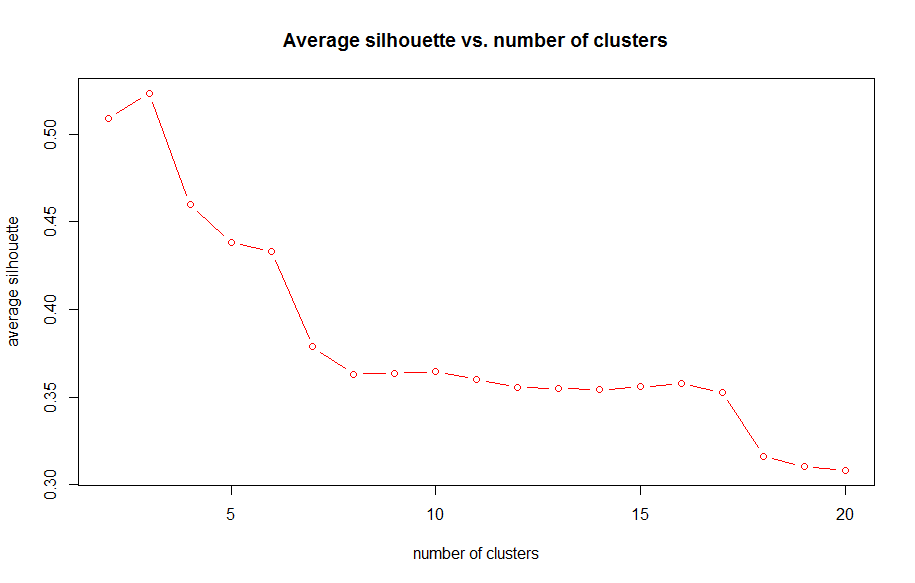 Average silhouette vs. number of clusters
average silhouette
0.50
0.45
0.40
0.35
0.30
5 10 15 20
number of clusters